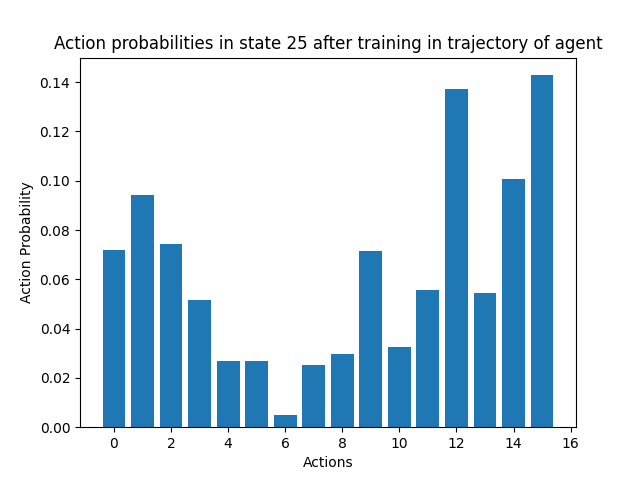 Action probabilities in state 25 after training in trajectory of agent
0.14
0.12
0.10
0.08
0.06
0.04
0.02
0.00
Action Probability
0 2 4 6 8 10 12 14 16
Actions